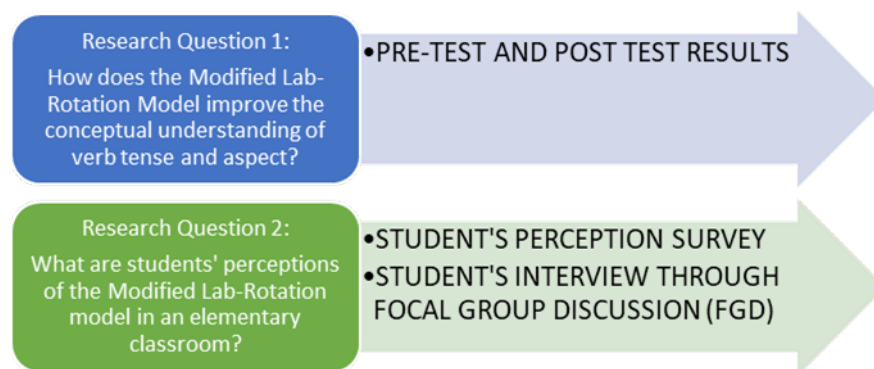 Research Question 1:
How does the Modified Lab-
Rotation Model improve the
conceptual understanding of
verb tense and aspect?
•PRE-TEST AND POST TEST RESULTS
Research Question 2:
What are students' perceptions
of the Modified Lab-Rotation
model in an elementary
classroom?
•STUDENT'S PERCEPTION SURVEY
•STUDENT'S INTERVIEW THROUGH
FOCAL GROUP DISCUSSION (FGD)